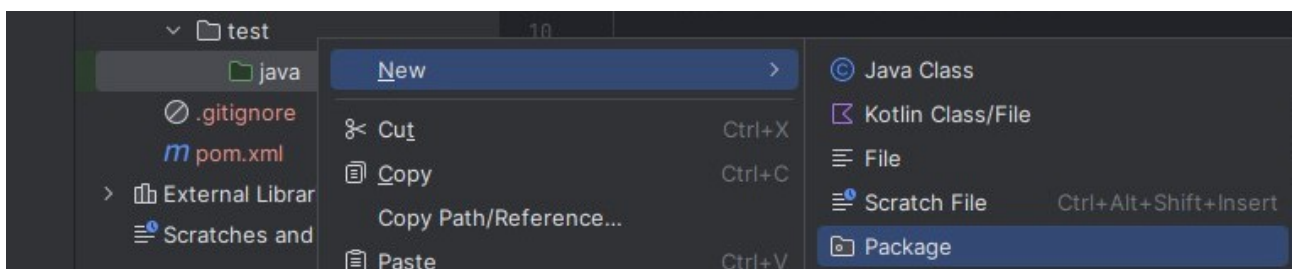 test
10
java
New
Java Class
.gitignore
Kotlin Class/File
Cut Ctrl+X
m pom.xml
File
Copy Ctrl+C
External Librar
Scratch File Ctrl+Alt+Shift+Insert
Copy Path/Reference...
Scratches and
Package
Paste Ctrl+V